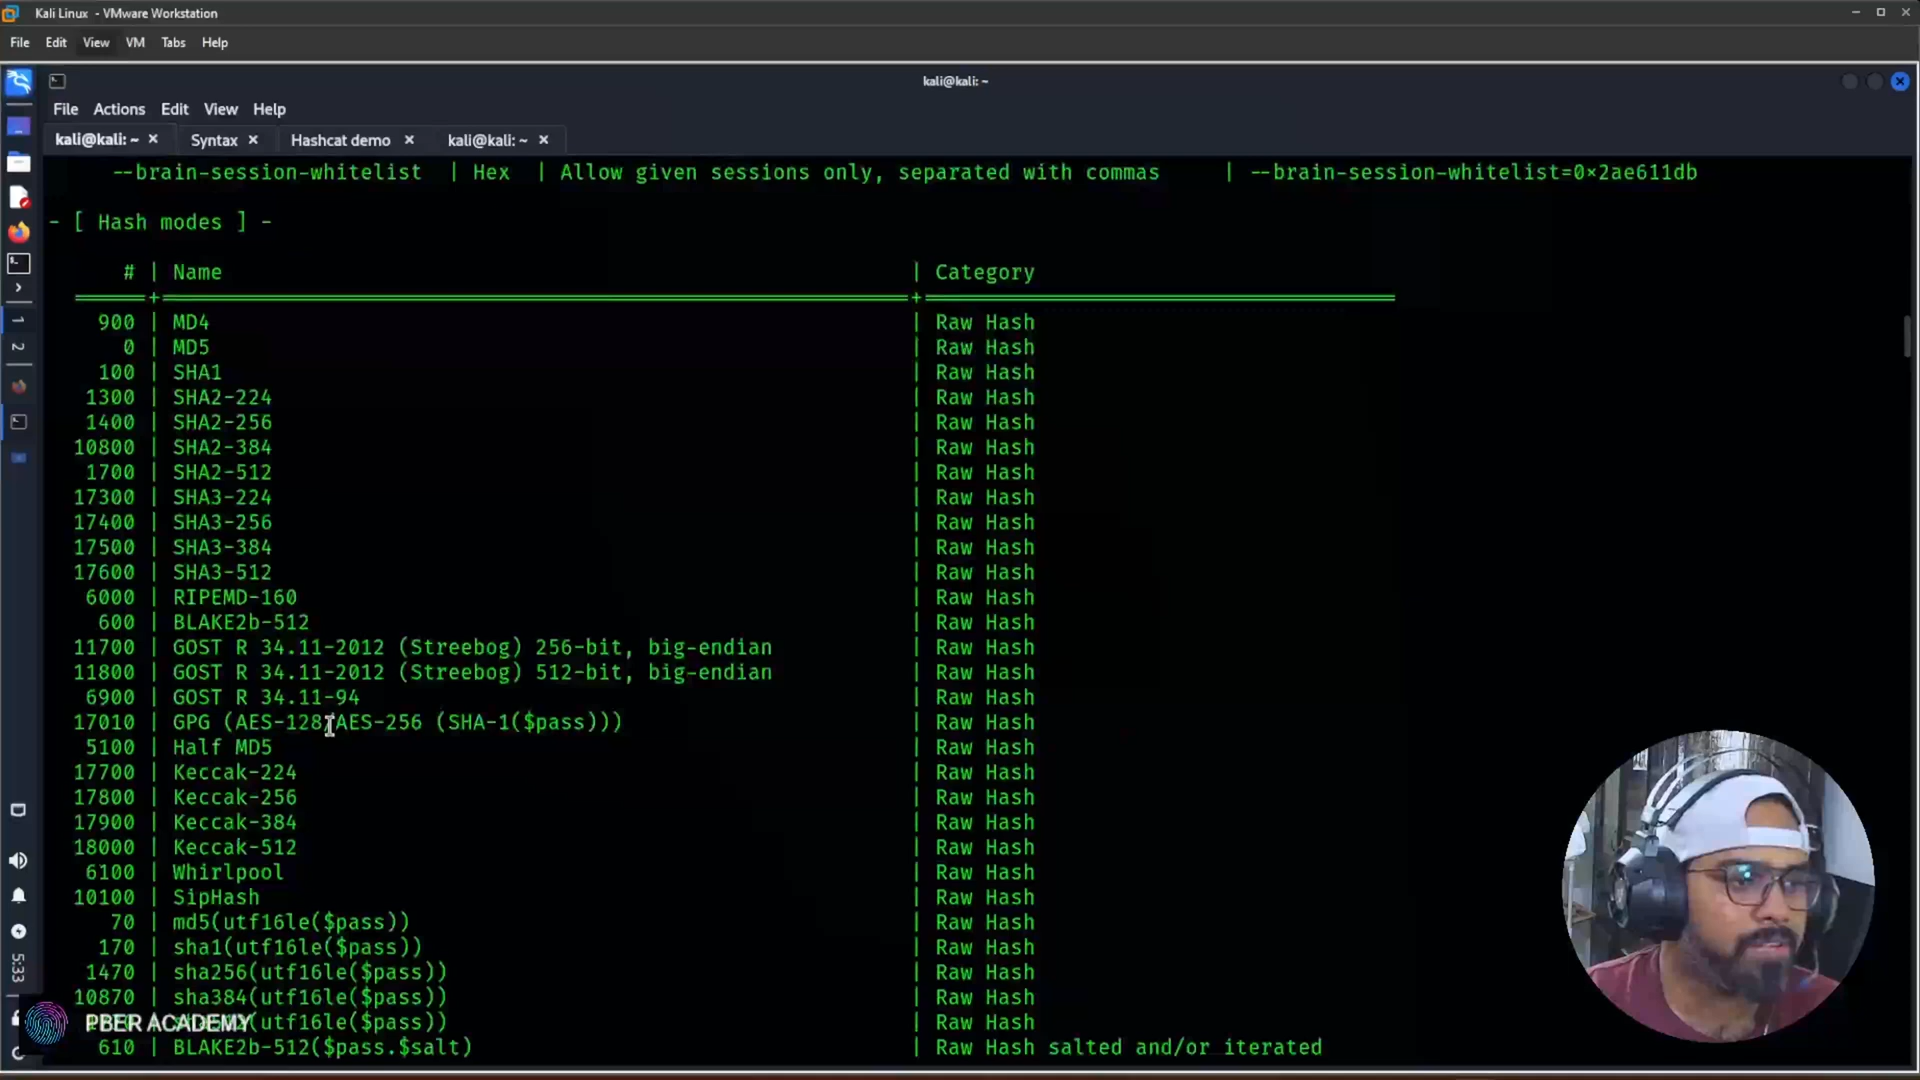 Kali Linux - VMware Workstation
File Edit View VM Tabs Help
kali@kali: ~
File Actions Edit View Help
kali@kali: ~ Syntax Hashcat demo kali@kali: ~
--brain-session-whitelist | Hex | Allow given sessions only, separated with commas | --brain-session-whitelist=0×2ae611db
- [ Hash modes ] -
# | Name | Category
900 | MD4 | Raw Hash
0 | MD5 | Raw Hash
100 | SHA1 | Raw Hash
1300 | SHA2-224 | Raw Hash
1400 | SHA2-256 | Raw Hash
10800 | SHA2-384 | Raw Hash
1700 | SHA2-512 | Raw Hash
17300 | SHA3-224 | Raw Hash
17400 | SHA3-256 | Raw Hash
17500 | SHA3-384 | Raw Hash
17600 | SHA3-512 | Raw Hash
6000 | RIPEMD-160 | Raw Hash
600 | BLAKE2b-512 | Raw Hash
11700 | GOST R 34.11-2012 (Streebog) 256-bit, big-endian | Raw Hash
11800 | GOST R 34.11-2012 (Streebog) 512-bit, big-endian | Raw Hash
6900 | GOST R 34.11-94 | Raw Hash
17010 | GPG (AES-128/AES-256 (SHA-1($pass))) | Raw Hash
5100 | Half MD5 | Raw Hash
17700 | Keccak-224 | Raw Hash
17800 | Keccak-256 | Raw Hash
17900 | Keccak-384 | Raw Hash
18000 | Keccak-512 | Raw Hash
6100 | Whirlpool | Raw Hash
10100 | SipHash | Raw Hash
70 | md5(utf16le($pass)) | Raw Hash
170 | sha1(utf16le($pass)) | Raw Hash
1470 | sha256(utf16le($pass)) | Raw Hash
10870 | sha384(utf16le($pass)) | Raw Hash
(utf16le($pass)) | Raw Hash
610 | BLAKE2b-512($pass.$salt) | Raw Hash salted and/or iterated
1
2
5:33
PBER ACADEMY